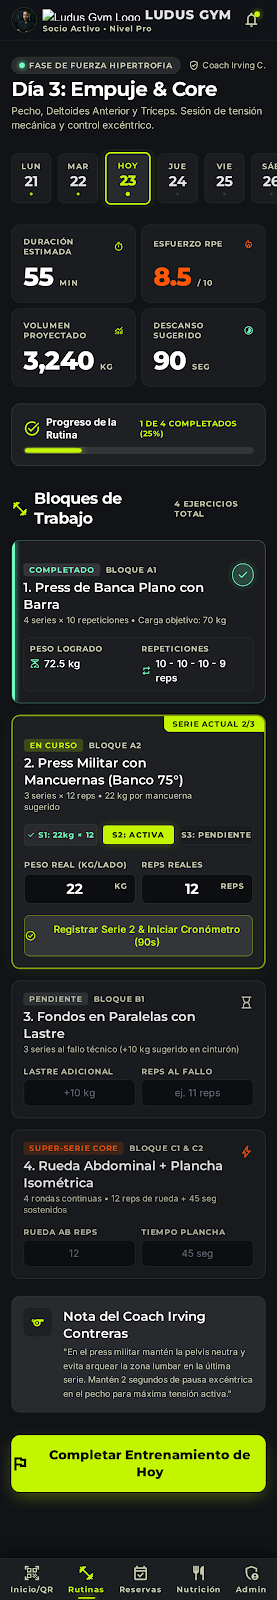 Ludus Gym Logo LUDUS GYM
Socio Activo • Nivel Pro
FASE DE FUERZA HIPERTROFIA
Coach Irving C.
Día 3: Empuje & Core
Pecho, Deltoides Anterior y Tríceps. Sesión de tensión
mecánica y control excéntrico.
LUN MAR HOY JUE VIE SÁB
21 22 23 24 25 26
DURACIÓN
ESTIMADA
55 MIN
ESFUERZO RPE
8.5 / 10
VOLUMEN
PROYECTADO
3,240 KG
DESCANSO
SUGERIDO
90 SEG
Progreso de la
Rutina
1 DE 4 COMPLETADOS
(25%)
Bloques de
Trabajo
4 EJERCICIOS
TOTAL
COMPLETADO BLOQUE A1
1. Press de Banca Plano con
Barra
4 series × 10 repeticiones • Carga objetivo: 70 kg
PESO LOGRADO
72.5 kg
REPETICIONES
10 - 10 - 10 - 9
reps
SERIE ACTUAL 2/3
EN CURSO BLOQUE A2
2. Press Militar con
Mancuernas (Banco 75°)
3 series × 12 reps • 22 kg por mancuerna
sugerido
S1: 22kg × 12 S2: ACTIVA S3: PENDIENTE
PESO REAL (KG/LADO) REPS REALES
22 KG 12 REPS
Registrar Serie 2 & Iniciar Cronómetro
(90s)
PENDIENTE BLOQUE B1
3. Fondos en Paralelas con
Lastre
3 series al fallo técnico (+10 kg sugerido en cinturón)
LASTRE ADICIONAL REPS AL FALLO
+10 kg ej. 11 reps
SUPER-SERIE CORE BLOQUE C1 & C2
4. Rueda Abdominal + Plancha
Isométrica
4 rondas continuas • 12 reps de rueda + 45 seg
sostenidos
RUEDA AB REPS TIEMPO PLANCHA
12 45 seg
Nota del Coach Irving
Contreras
"En el press militar mantén la pelvis neutra y
evita arquear la zona lumbar en la última
serie. Mantén 2 segundos de pausa excéntrica
en el pecho para máxima tensión activa."
Completar Entrenamiento de
Hoy
Inicio/QR Rutinas Reservas Nutrición Admin